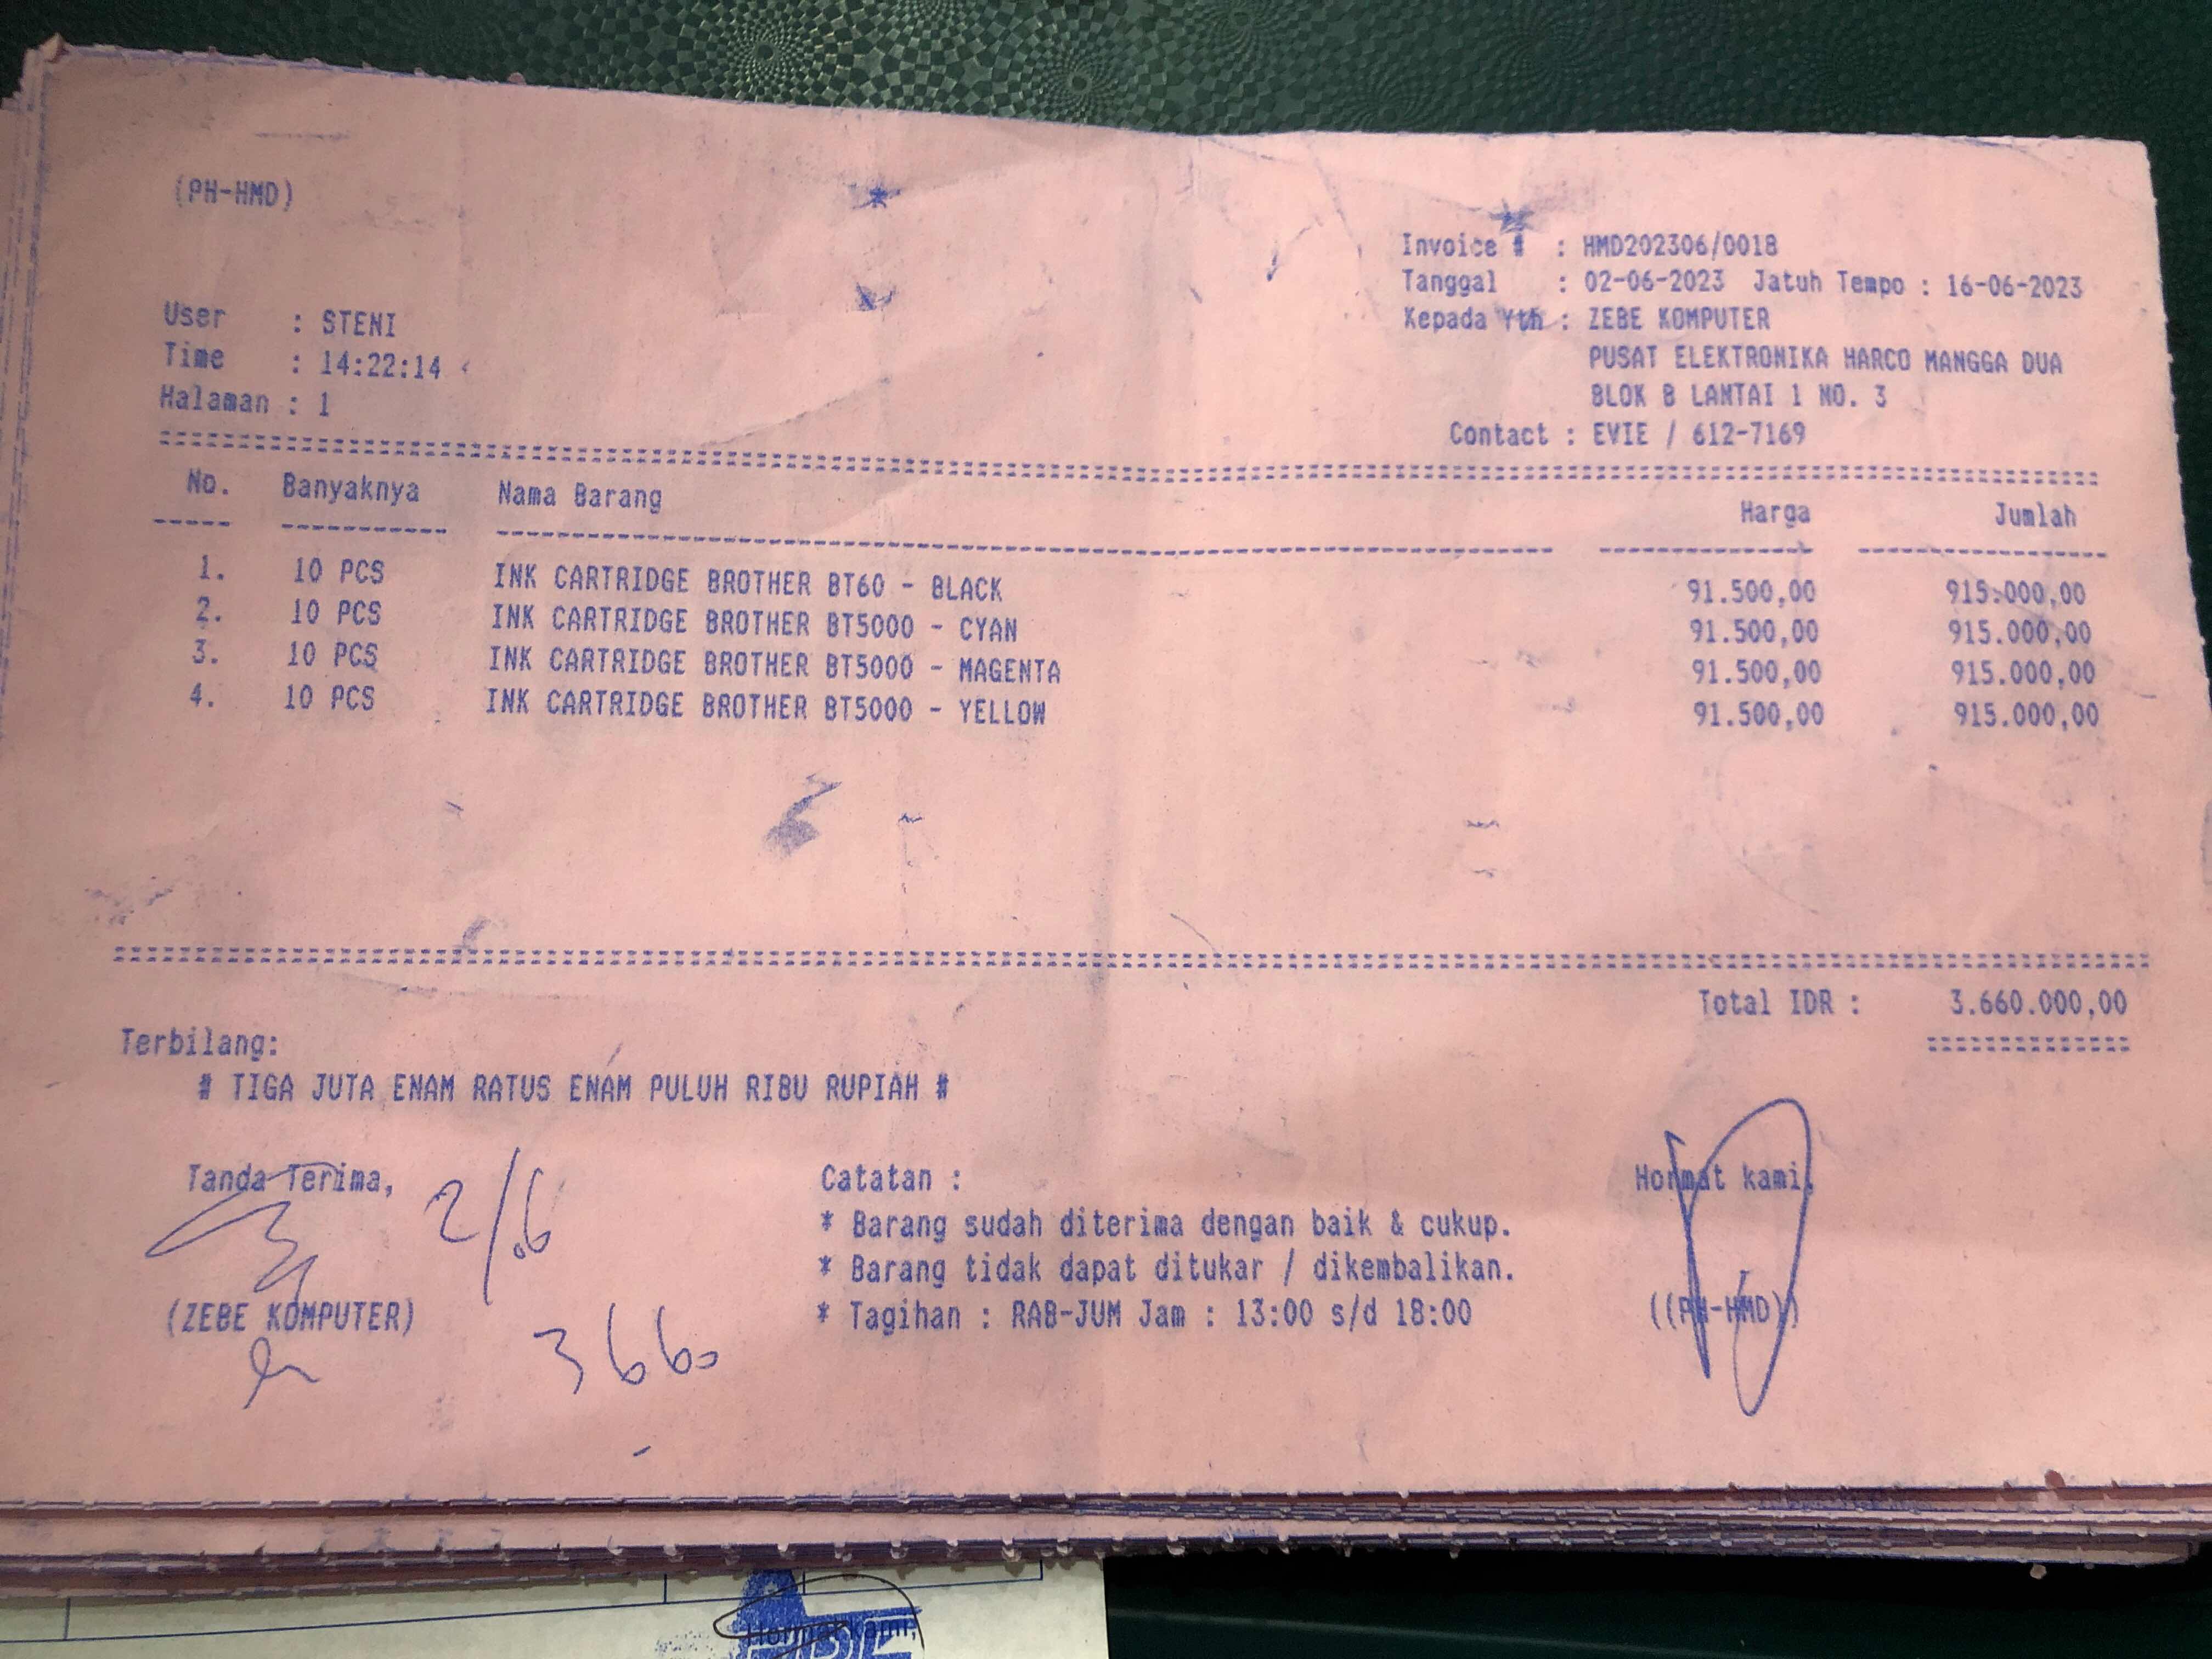 (PH-HMD)
Invoice # : HMD202306/0018
Tanggal : 02-06-2023 Jatuh Tempo : 16-06-2023
Kepada Yth : ZEBE KOMPUTER
PUSAT ELEKTRONIKA HARCO MANGGA DUA
BLOK B LANTAI 1 NO. 3
Contact : EVIE / 612-7169
User : STENI
Time : 14:22:14
Halaman : 1
No. Banyaknya Nama Barang Harga Jumlah
1. 10 PCS INK CARTRIDGE BROTHER BT60 - BLACK 91.500,00 915.000,00
2. 10 PCS INK CARTRIDGE BROTHER BT5000 - CYAN 91.500,00 915.000,00
3. 10 PCS INK CARTRIDGE BROTHER BT5000 - MAGENTA 91.500,00 915.000,00
4. 10 PCS INK CARTRIDGE BROTHER BT5000 - YELLOW 91.500,00 915.000,00
Total IDR : 3.660.000,00
Terbilang:
# TIGA JUTA ENAM RATUS ENAM PULUH RIBU RUPIAH #
Tanda Terima,
2/6
(ZEBE KOMPUTER)
3660
Catatan :
* Barang sudah diterima dengan baik & cukup.
* Barang tidak dapat ditukar / dikembalikan.
* Tagihan : RAB-JUM Jam : 13:00 s/d 18:00
Hormat kami,
((PH-HMD))
Hormat kami,